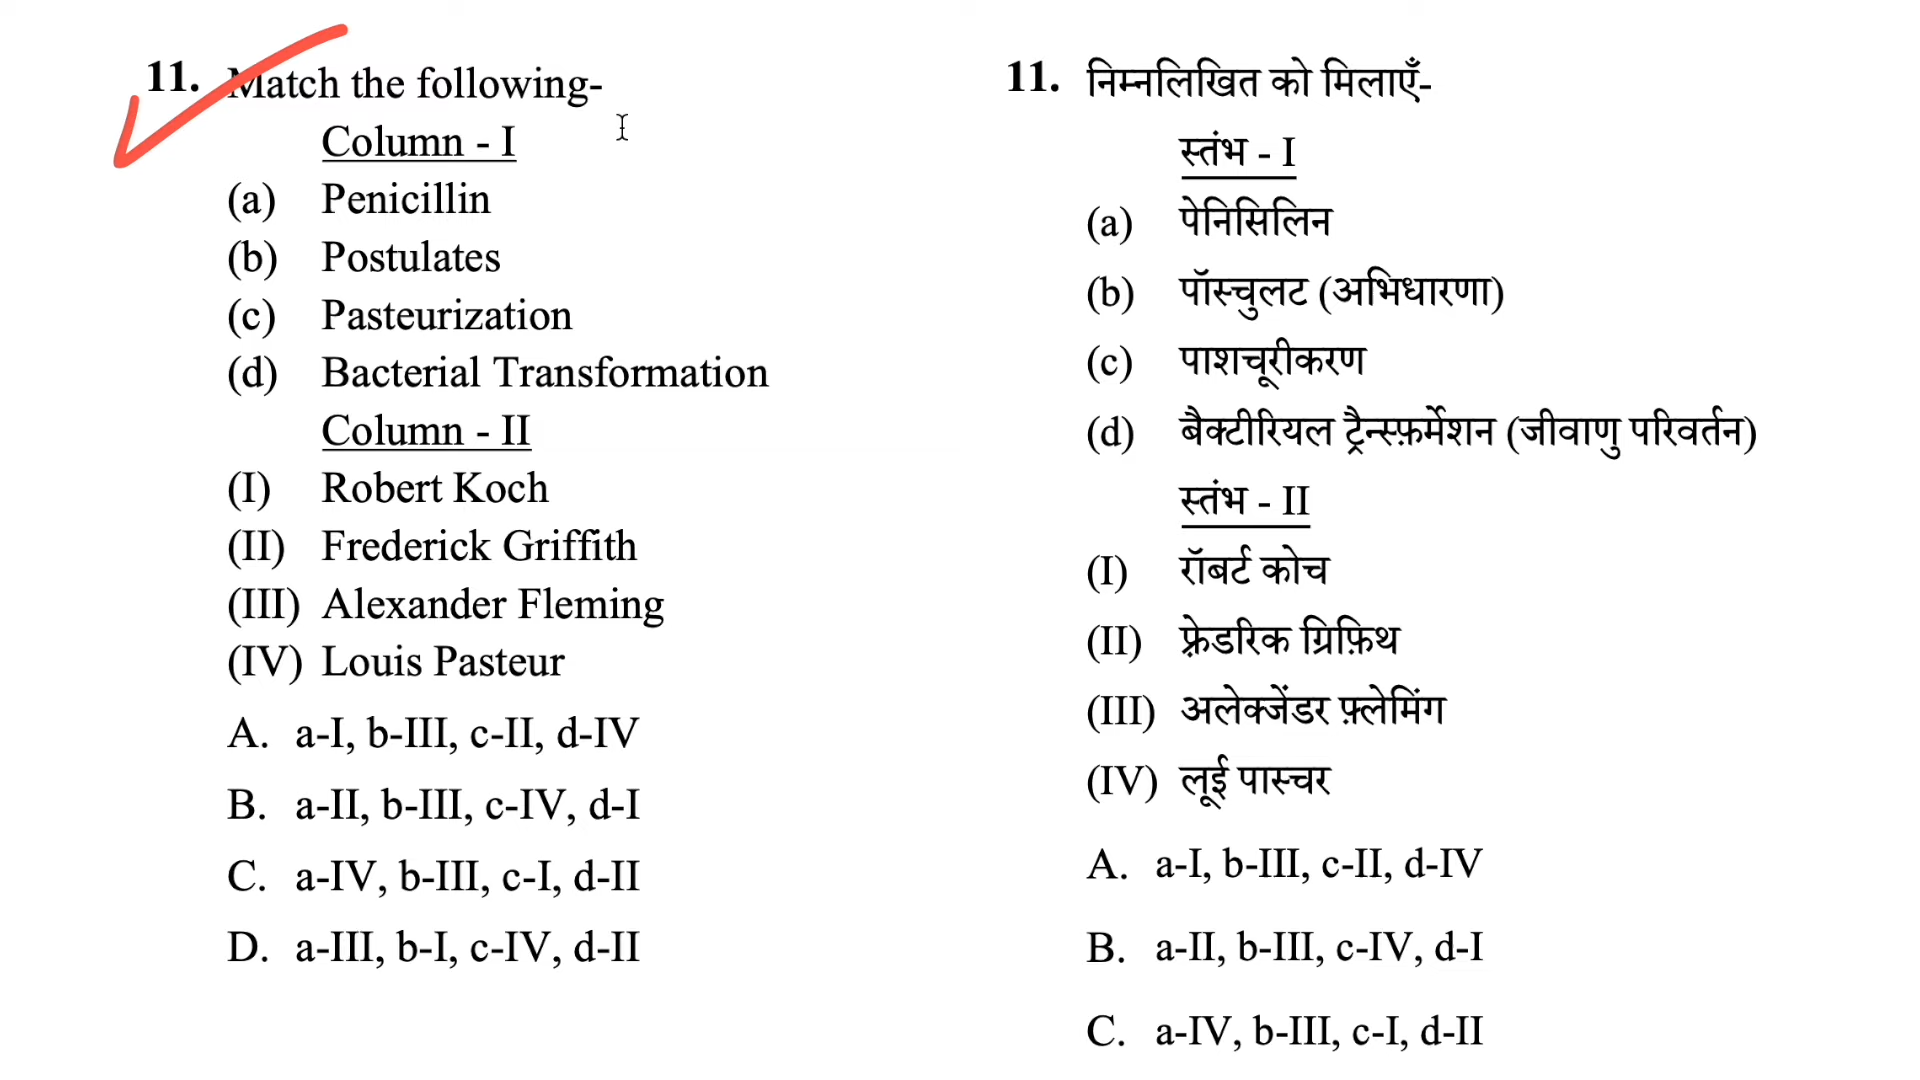 11. Match the following-
Column - I
(a) Penicillin
(b) Postulates
(c) Pasteurization
(d) Bacterial Transformation
Column - II
(I) Robert Koch
(II) Frederick Griffith
(III) Alexander Fleming
(IV) Louis Pasteur
A. a-I, b-III, c-II, d-IV
B. a-II, b-III, c-IV, d-I
C. a-IV, b-III, c-I, d-II
D. a-III, b-I, c-IV, d-II
11. निम्नलिखित को मिलाएँ-
स्तंभ - I
(a) पेनिसिलिन
(b) पॉस्चुलट (अभिधारणा)
(c) पाशचूरीकरण
(d) बैक्टीरियल ट्रैन्स्फ़र्मेशन (जीवाणु परिवर्तन)
स्तंभ - II
(I) रॉबर्ट कोच
(II) फ़्रेडरिक ग्रिफ़िथ
(III) अलेक्जेंडर फ़्लेमिंग
(IV) लूई पास्चर
A. a-I, b-III, c-II, d-IV
B. a-II, b-III, c-IV, d-I
C. a-IV, b-III, c-I, d-II